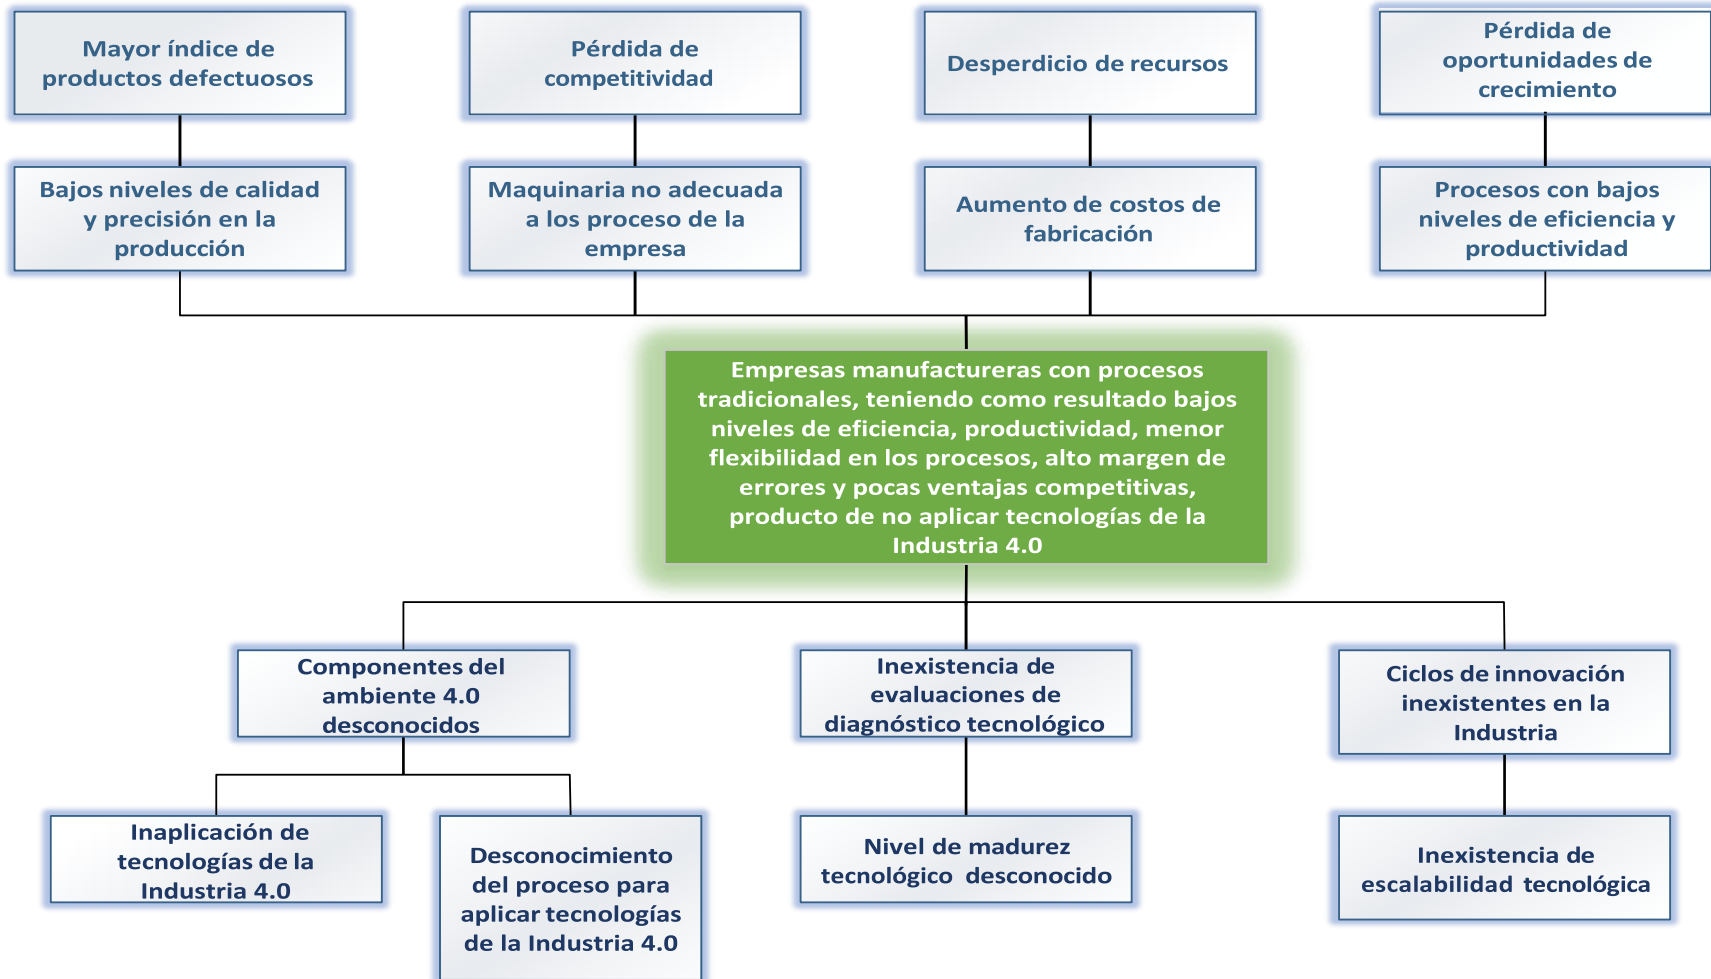 Mayor índice de
productos defectuosos
Pérdida de
competitividad
Desperdicio de recursos
Pérdida de
oportunidades de
crecimiento
Bajos niveles de calidad
y precisión en la
producción
Maquinaria no adecuada
a los proceso de la
empresa
Aumento de costos de
fabricación
Procesos con bajos
niveles de eficiencia y
productividad
Empresas manufactureras con procesos
tradicionales, teniendo como resultado bajos
niveles de eficiencia, productividad, menor
flexibilidad en los procesos, alto margen de
errores y pocas ventajas competitivas,
producto de no aplicar tecnologías de la
Industria 4.0
Componentes del
ambiente 4.0
desconocidos
Inexistencia de
evaluaciones de
diagnóstico tecnológico
Ciclos de innovación
inexistentes en la
Industria
Inaplicación de
tecnologías de la
Industria 4.0
Desconocimiento
del proceso para
aplicar tecnologías
de la Industria 4.0
Nivel de madurez
tecnológico desconocido
Inexistencia de
escalabilidad tecnológica